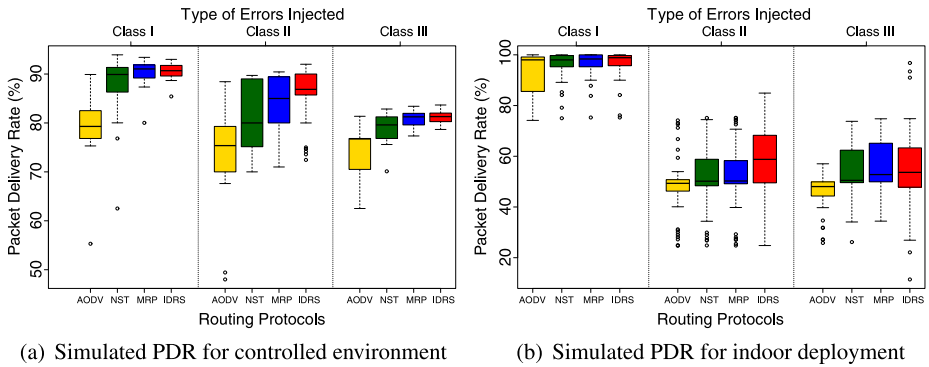 Type of Errors Injected
Class I Class II Class III
Packet Delivery Rate (%)
90
80
70
60
50
AODV NST MRP IDRS AODV NST MRP IDRS AODV NST MRP IDRS
Routing Protocols
(a) Simulated PDR for controlled environment
Type of Errors Injected
Class I Class II Class III
Packet Delivery Rate (%)
100
80
60
40
20
AODV NST MRP IDRS AODV NST MRP IDRS AODV NST MRP IDRS
Routing Protocols
(b) Simulated PDR for indoor deployment